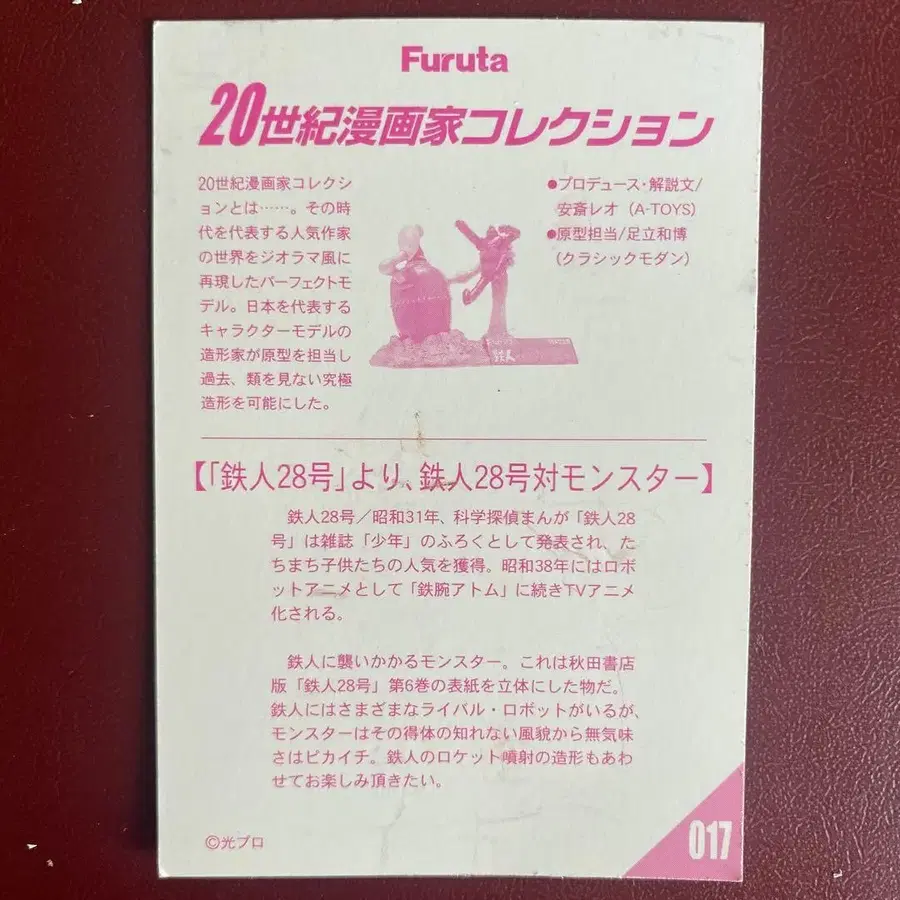 Furuta
20世紀漫画家コレクション
20世紀漫画家コレクシ
ョンとは……。その時
代を代表する人気作家
の世界をジオラマ風に
再現したパーフェクトモ
デル。日本を代表する
キャラクターモデルの
造形家が原型を担当し
過去、類を見ない究極
造形を可能にした。
●プロデュース・解説文/
安斎レオ（A-TOYS）
●原型担当/足立和博
（クラシックモダン）
鉄人
【「鉄人28号」より、鉄人28号対モンスター】
鉄人28号／昭和31年、科学探偵まんが「鉄人28
号」は雑誌「少年」のふろくとして発表され、た
ちまち子供たちの人気を獲得。昭和38年にはロボ
ットアニメとして「鉄腕アトム」に続きTVアニメ
化される。
鉄人に襲いかかるモンスター。これは秋田書店
版「鉄人28号」第6巻の表紙を立体にした物だ。
鉄人にはさまざまなライバル・ロボットがいるが、
モンスターはその得体の知れない風貌から無気味
さはピカイチ。鉄人のロケット噴射の造形もあわ
せてお楽しみ頂きたい。
©光プロ
017